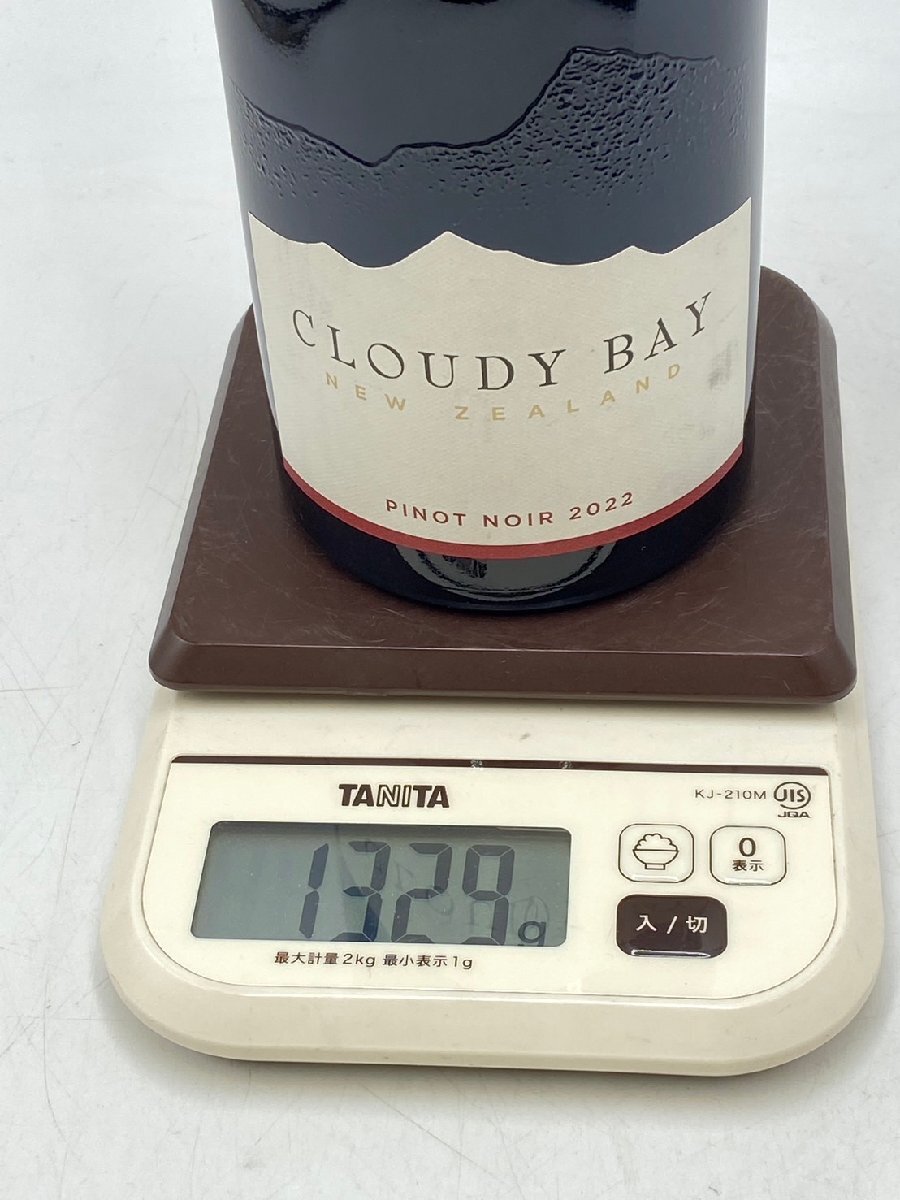 CLOUDY BAY
NEW ZEALAND
PINOT NOIR 2022
TANITA
KJ-210M JIS
JQA
1329g
0
表示
入/切
最大計量2kg 最小表示1g